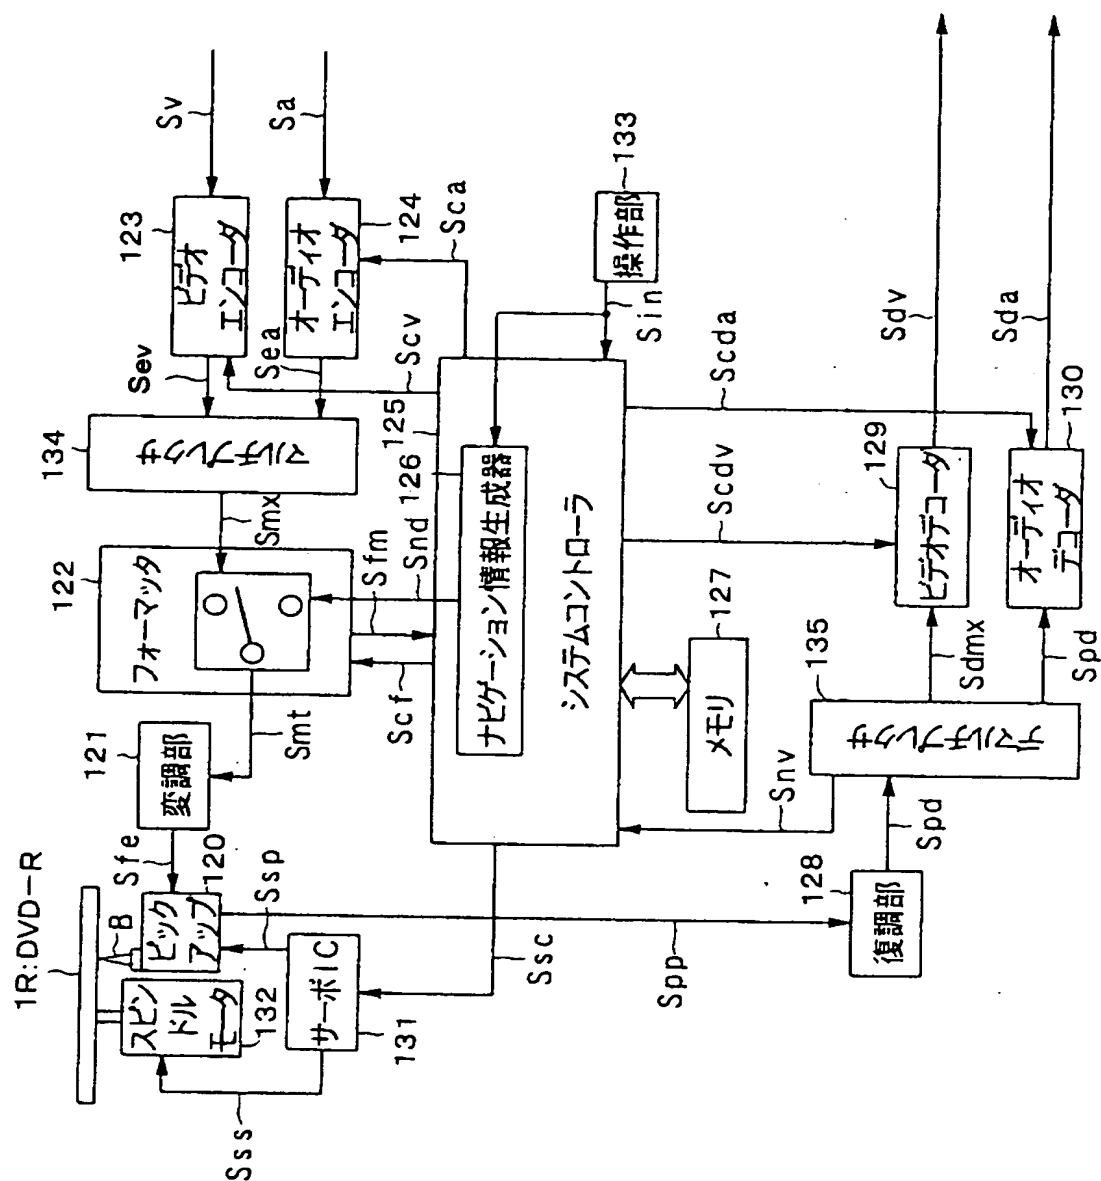 1R:DVD-R
B
スピン
ドル
モータ
132
ピック
アップ
120
Sfe
変調部
121
Smt
フォーマッタ
122
Smx
マルチプレクサ
134
Sev
Sea
ビデオ
エンコーダ
123
Sv
オーディオ
エンコーダ
124
Sa
Sca
Scv
Scf
Sfm
Snd
Ssp
サーボIC
131
Sss
Ssc
システムコントローラ
125
ナビゲーション情報生成器
126
操作部
133
Sin
メモリ
127
Spp
復調部
128
Spd
Snv
デマルチプレクサ
135
Sdmx
Spd
ビデオデコーダ
129
オーディオ
デコーダ
130
Scdv
Scda
Sdv
Sda